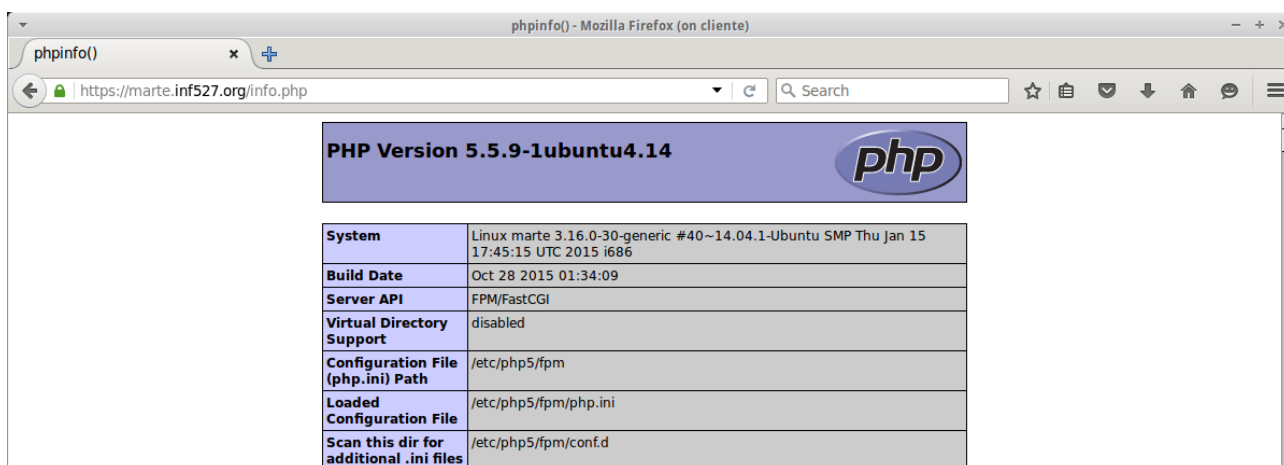 phpinfo() - Mozilla Firefox (on cliente)
phpinfo()
https://marte.inf527.org/info.php
Search
PHP Version 5.5.9-1ubuntu4.14
php
System
Linux marte 3.16.0-30-generic #40~14.04.1-Ubuntu SMP Thu Jan 15
17:45:15 UTC 2015 i686
Build Date
Oct 28 2015 01:34:09
Server API
FPM/FastCGI
Virtual Directory
Support
disabled
Configuration File
(php.ini) Path
/etc/php5/fpm
Loaded
Configuration File
/etc/php5/fpm/php.ini
Scan this dir for
additional .ini files
/etc/php5/fpm/conf.d